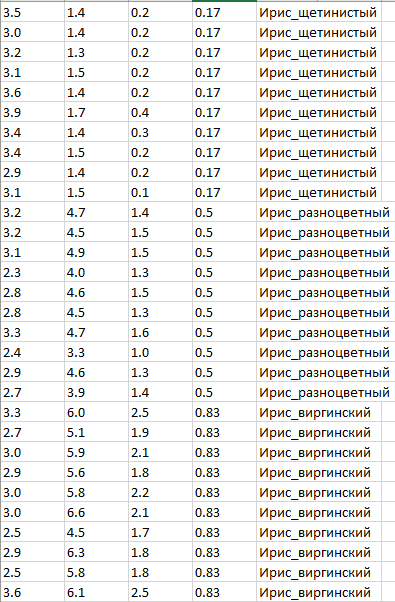 3.5 1.4 0.2 0.17 Ирис_щетинистый
3.0 1.4 0.2 0.17 Ирис_щетинистый
3.2 1.3 0.2 0.17 Ирис_щетинистый
3.1 1.5 0.2 0.17 Ирис_щетинистый
3.6 1.4 0.2 0.17 Ирис_щетинистый
3.9 1.7 0.4 0.17 Ирис_щетинистый
3.4 1.4 0.3 0.17 Ирис_щетинистый
3.4 1.5 0.2 0.17 Ирис_щетинистый
2.9 1.4 0.2 0.17 Ирис_щетинистый
3.1 1.5 0.1 0.17 Ирис_щетинистый
3.2 4.7 1.4 0.5 Ирис_разноцветный
3.2 4.5 1.5 0.5 Ирис_разноцветный
3.1 4.9 1.5 0.5 Ирис_разноцветный
2.3 4.0 1.3 0.5 Ирис_разноцветный
2.8 4.6 1.5 0.5 Ирис_разноцветный
2.8 4.5 1.3 0.5 Ирис_разноцветный
3.3 4.7 1.6 0.5 Ирис_разноцветный
2.4 3.3 1.0 0.5 Ирис_разноцветный
2.9 4.6 1.3 0.5 Ирис_разноцветный
2.7 3.9 1.4 0.5 Ирис_разноцветный
3.3 6.0 2.5 0.83 Ирис_виргинский
2.7 5.1 1.9 0.83 Ирис_виргинский
3.0 5.9 2.1 0.83 Ирис_виргинский
2.9 5.6 1.8 0.83 Ирис_виргинский
3.0 5.8 2.2 0.83 Ирис_виргинский
3.0 6.6 2.1 0.83 Ирис_виргинский
2.5 4.5 1.7 0.83 Ирис_виргинский
2.9 6.3 1.8 0.83 Ирис_виргинский
2.5 5.8 1.8 0.83 Ирис_виргинский
3.6 6.1 2.5 0.83 Ирис_виргинский